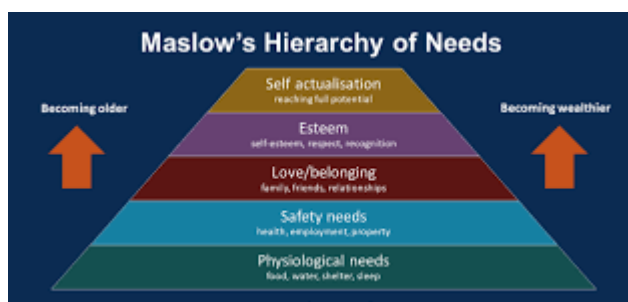 Maslow's Hierarchy of Needs
Self actualisation
reaching full potential
Becoming older
Becoming wealthier
Esteem
self-esteem, respect, recognition
Love/belonging
family, friends, relationships
Safety needs
health, employment, property
Physiological needs
food, water, shelter, sleep